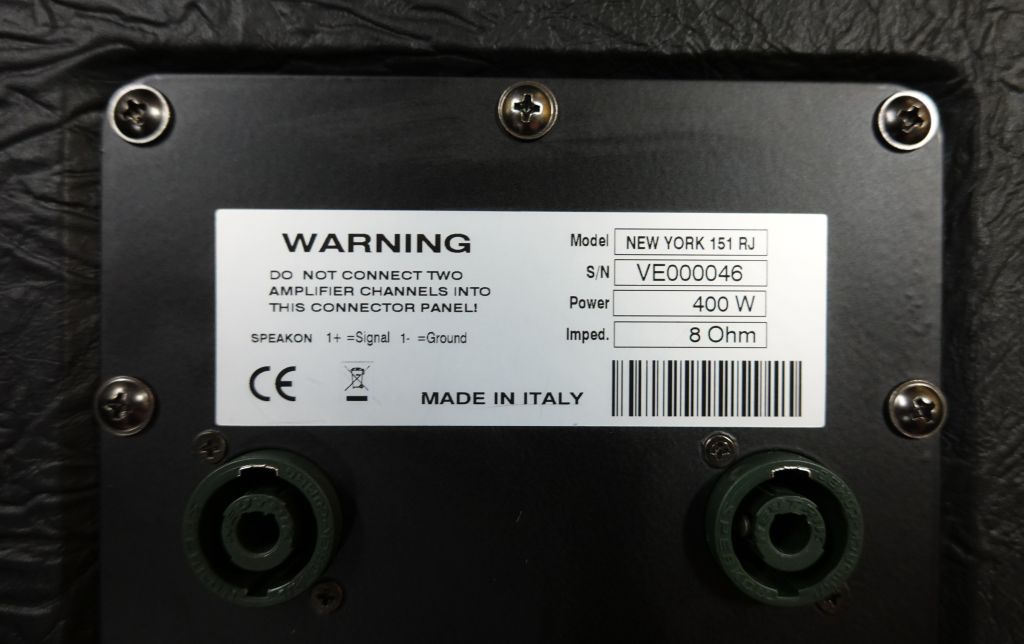 WARNING
DO NOT CONNECT TWO
AMPLIFIER CHANNELS INTO
THIS CONNECTOR PANEL!
SPEAKON 1+ =Signal 1- =Ground
CE
MADE IN ITALY
Model NEW YORK 151 RJ
S/N VE000046
Power 400 W
Imped. 8 Ohm